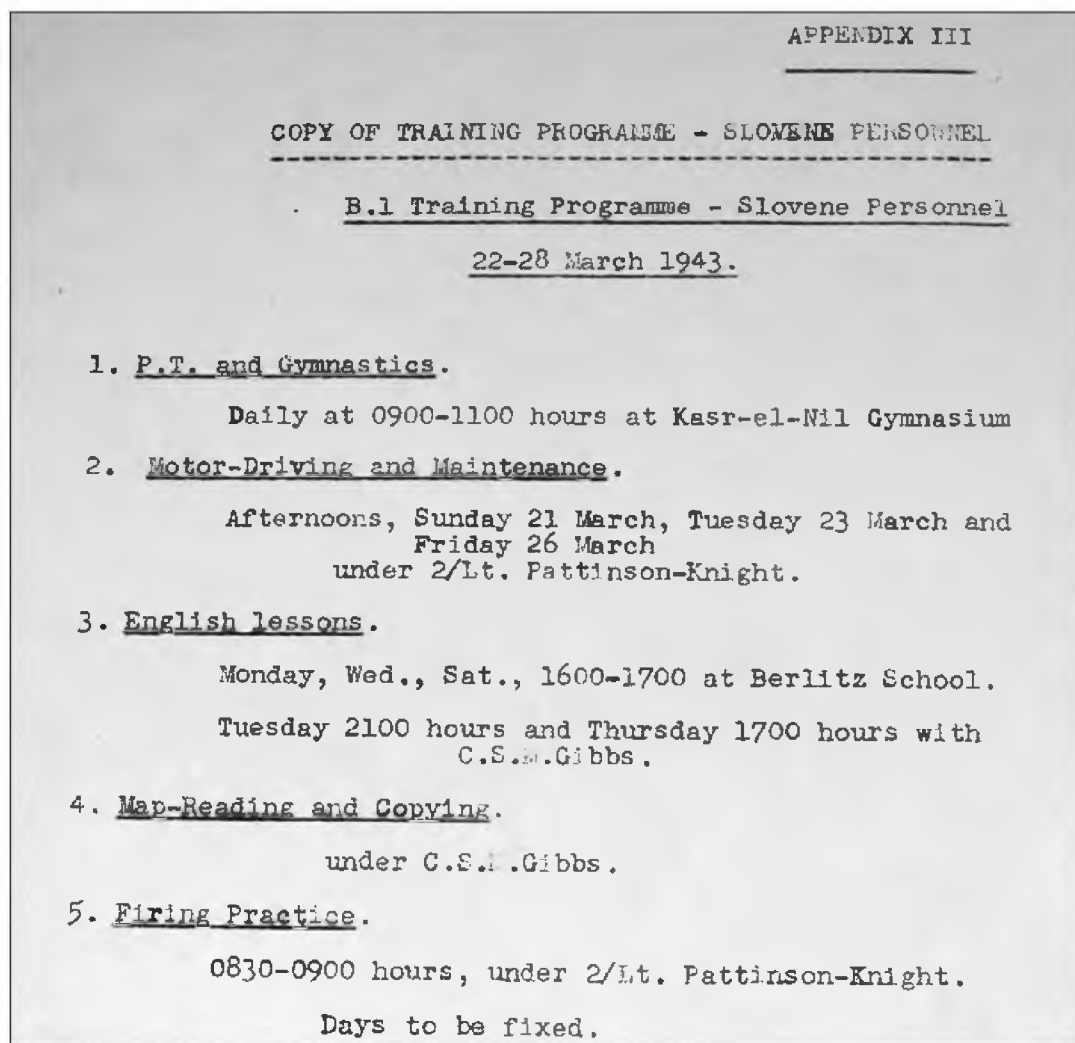 APPENDIX III
COPY OF TRAINING PROGRAMME - SLOVENE PERSONNEL
B.1 Training Programme - Slovene Personnel
22-28 March 1943.
1. P.T. and Gymnastics.
Daily at 0900-1100 hours at Kasr-el-Nil Gymnasium
2. Motor-Driving and Maintenance.
Afternoons, Sunday 21 March, Tuesday 23 March and
Friday 26 March
under 2/Lt. Pattinson-Knight.
3. English lessons.
Monday, Wed., Sat., 1600-1700 at Berlitz School.
Tuesday 2100 hours and Thursday 1700 hours with
C.S.M.Gibbs.
4. Map-Reading and Copying.
under C.S.M.Gibbs.
5. Firing Practice.
0830-0900 hours, under 2/Lt. Pattinson-Knight.
Days to be fixed.